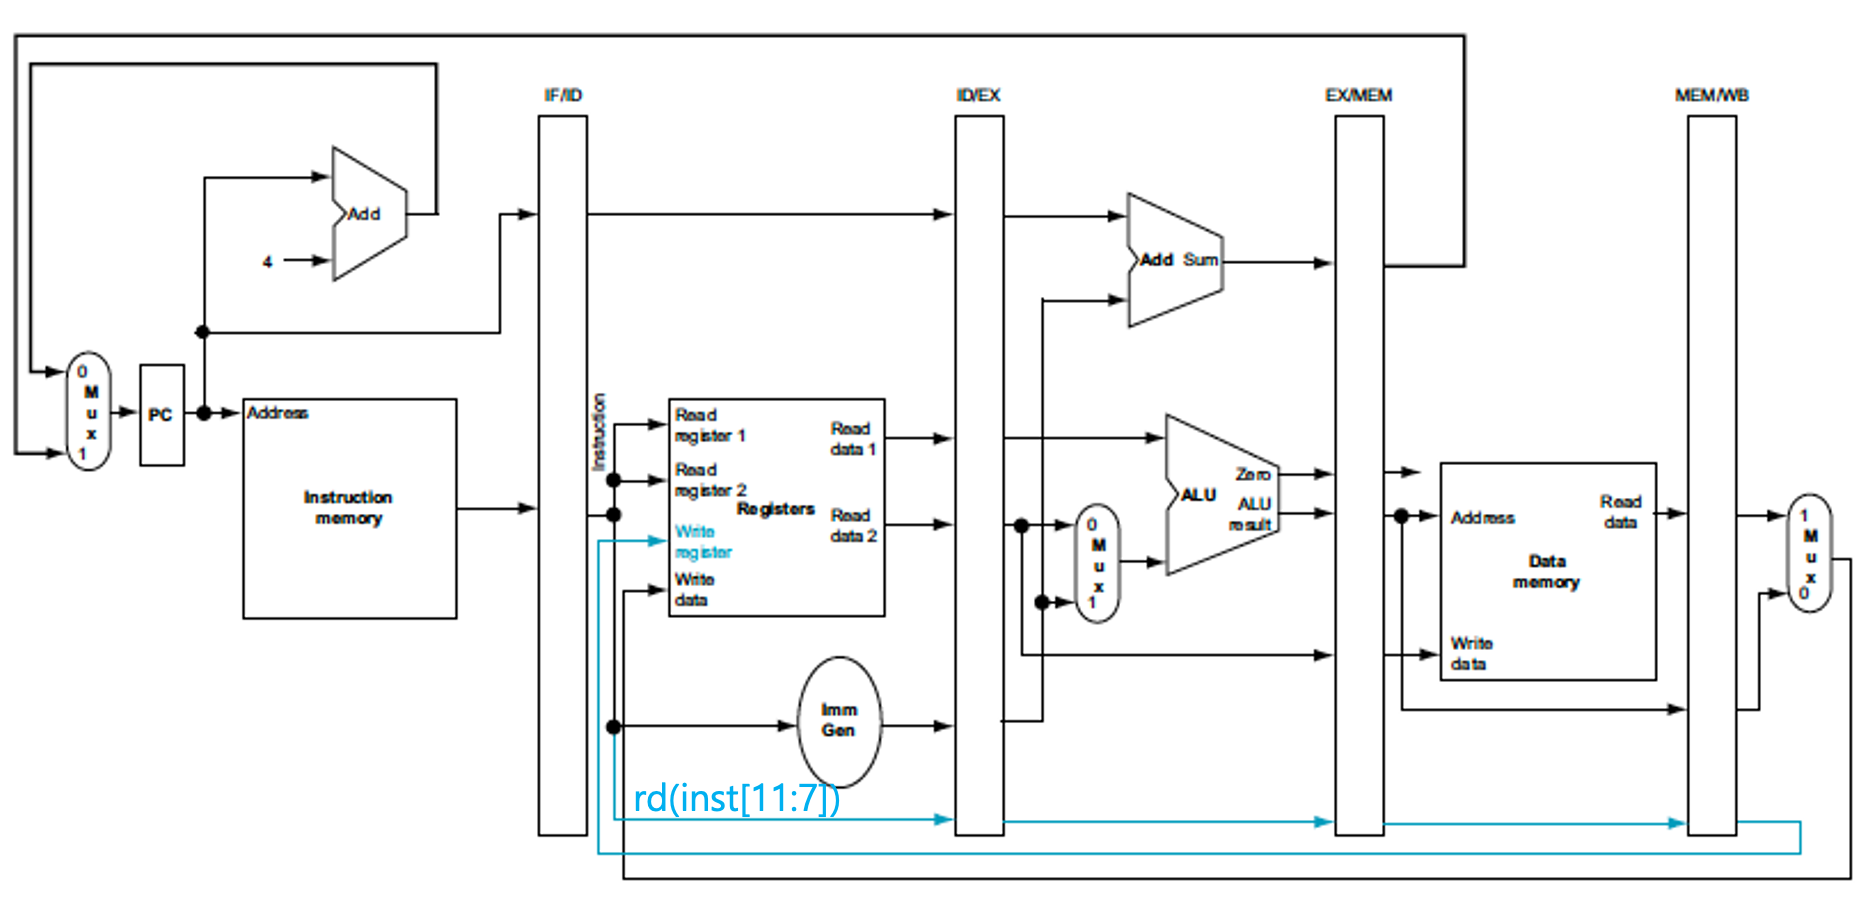 IF/ID
ID/EX
EX/MEM
MEM/WB
Add
4
Add Sum
0
M
u
x
1
PC
Address
Instruction
memory
Instruction
Read
register 1
Read
register 2
Registers
Write
register
Write
data
Read
data 1
Read
data 2
Imm
Gen
rd(inst[11:7])
0
M
u
x
1
Zero
ALU
ALU
result
Address
Read
data
Data
memory
Write
data
1
M
u
x
0